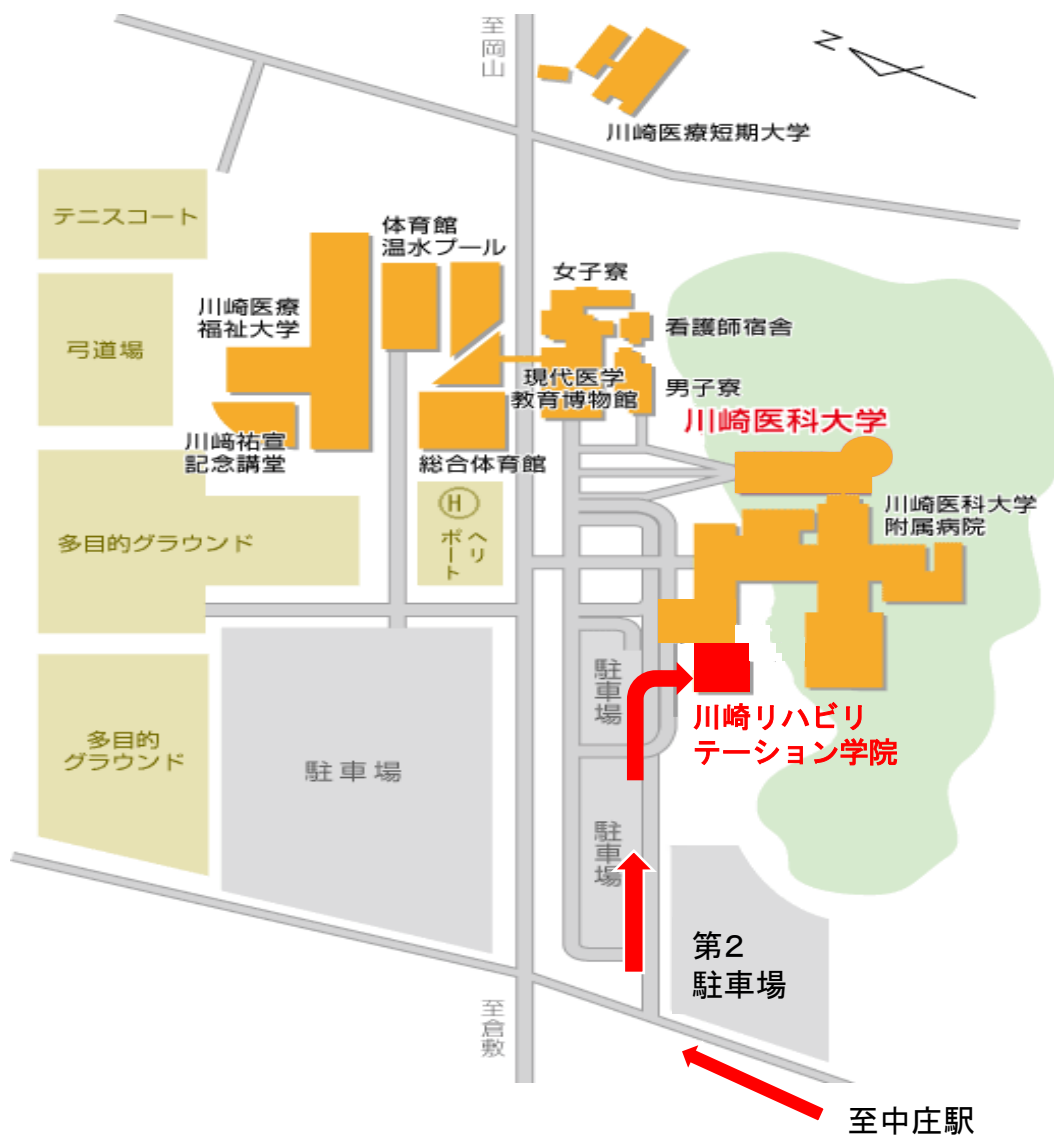 至岡山
N
川崎医療短期大学
テニスコート
体育館
温水プール
女子寮
川崎医療
福祉大学
看護師宿舎
弓道場
現代医学
教育博物館
男子寮
川崎医科大学
川﨑祐宣
記念講堂
総合体育館
川崎医科大学
附属病院
H
ヘリ
ポート
多目的グラウンド
駐車場
川崎リハビリ
テーション学院
多目的
グラウンド
駐車場
駐車場
第2
駐車場
至倉敷
至中庄駅